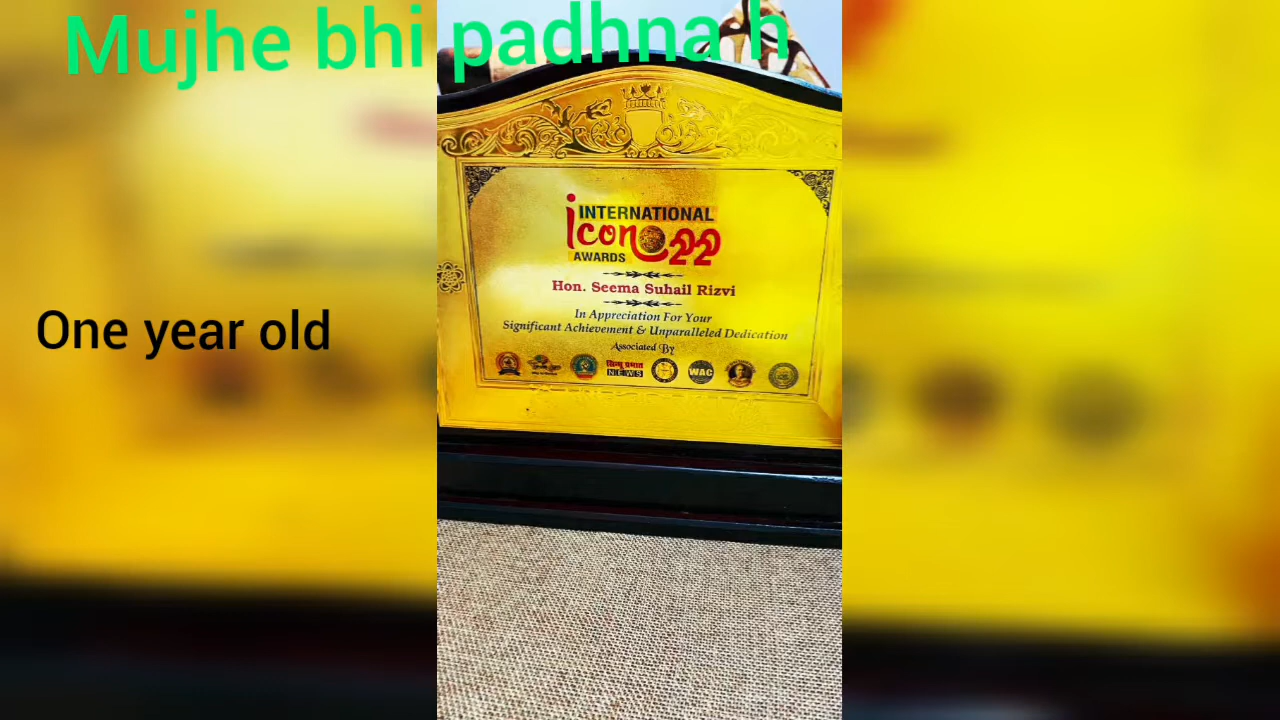 Mujhe bhi padhna h
INTERNATIONAL
icon 22
AWARDS
Hon. Seema Suhail Rizvi
One year old
In Appreciation For Your
Significant Achievement & Unparalleled Dedication
Associated By
सिन्धु प्रभात
NEWS
WAC